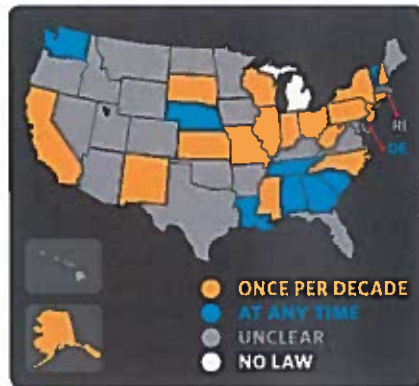 RI
DE
ONCE PER DECADE
AT ANY TIME
UNCLEAR
NO LAW